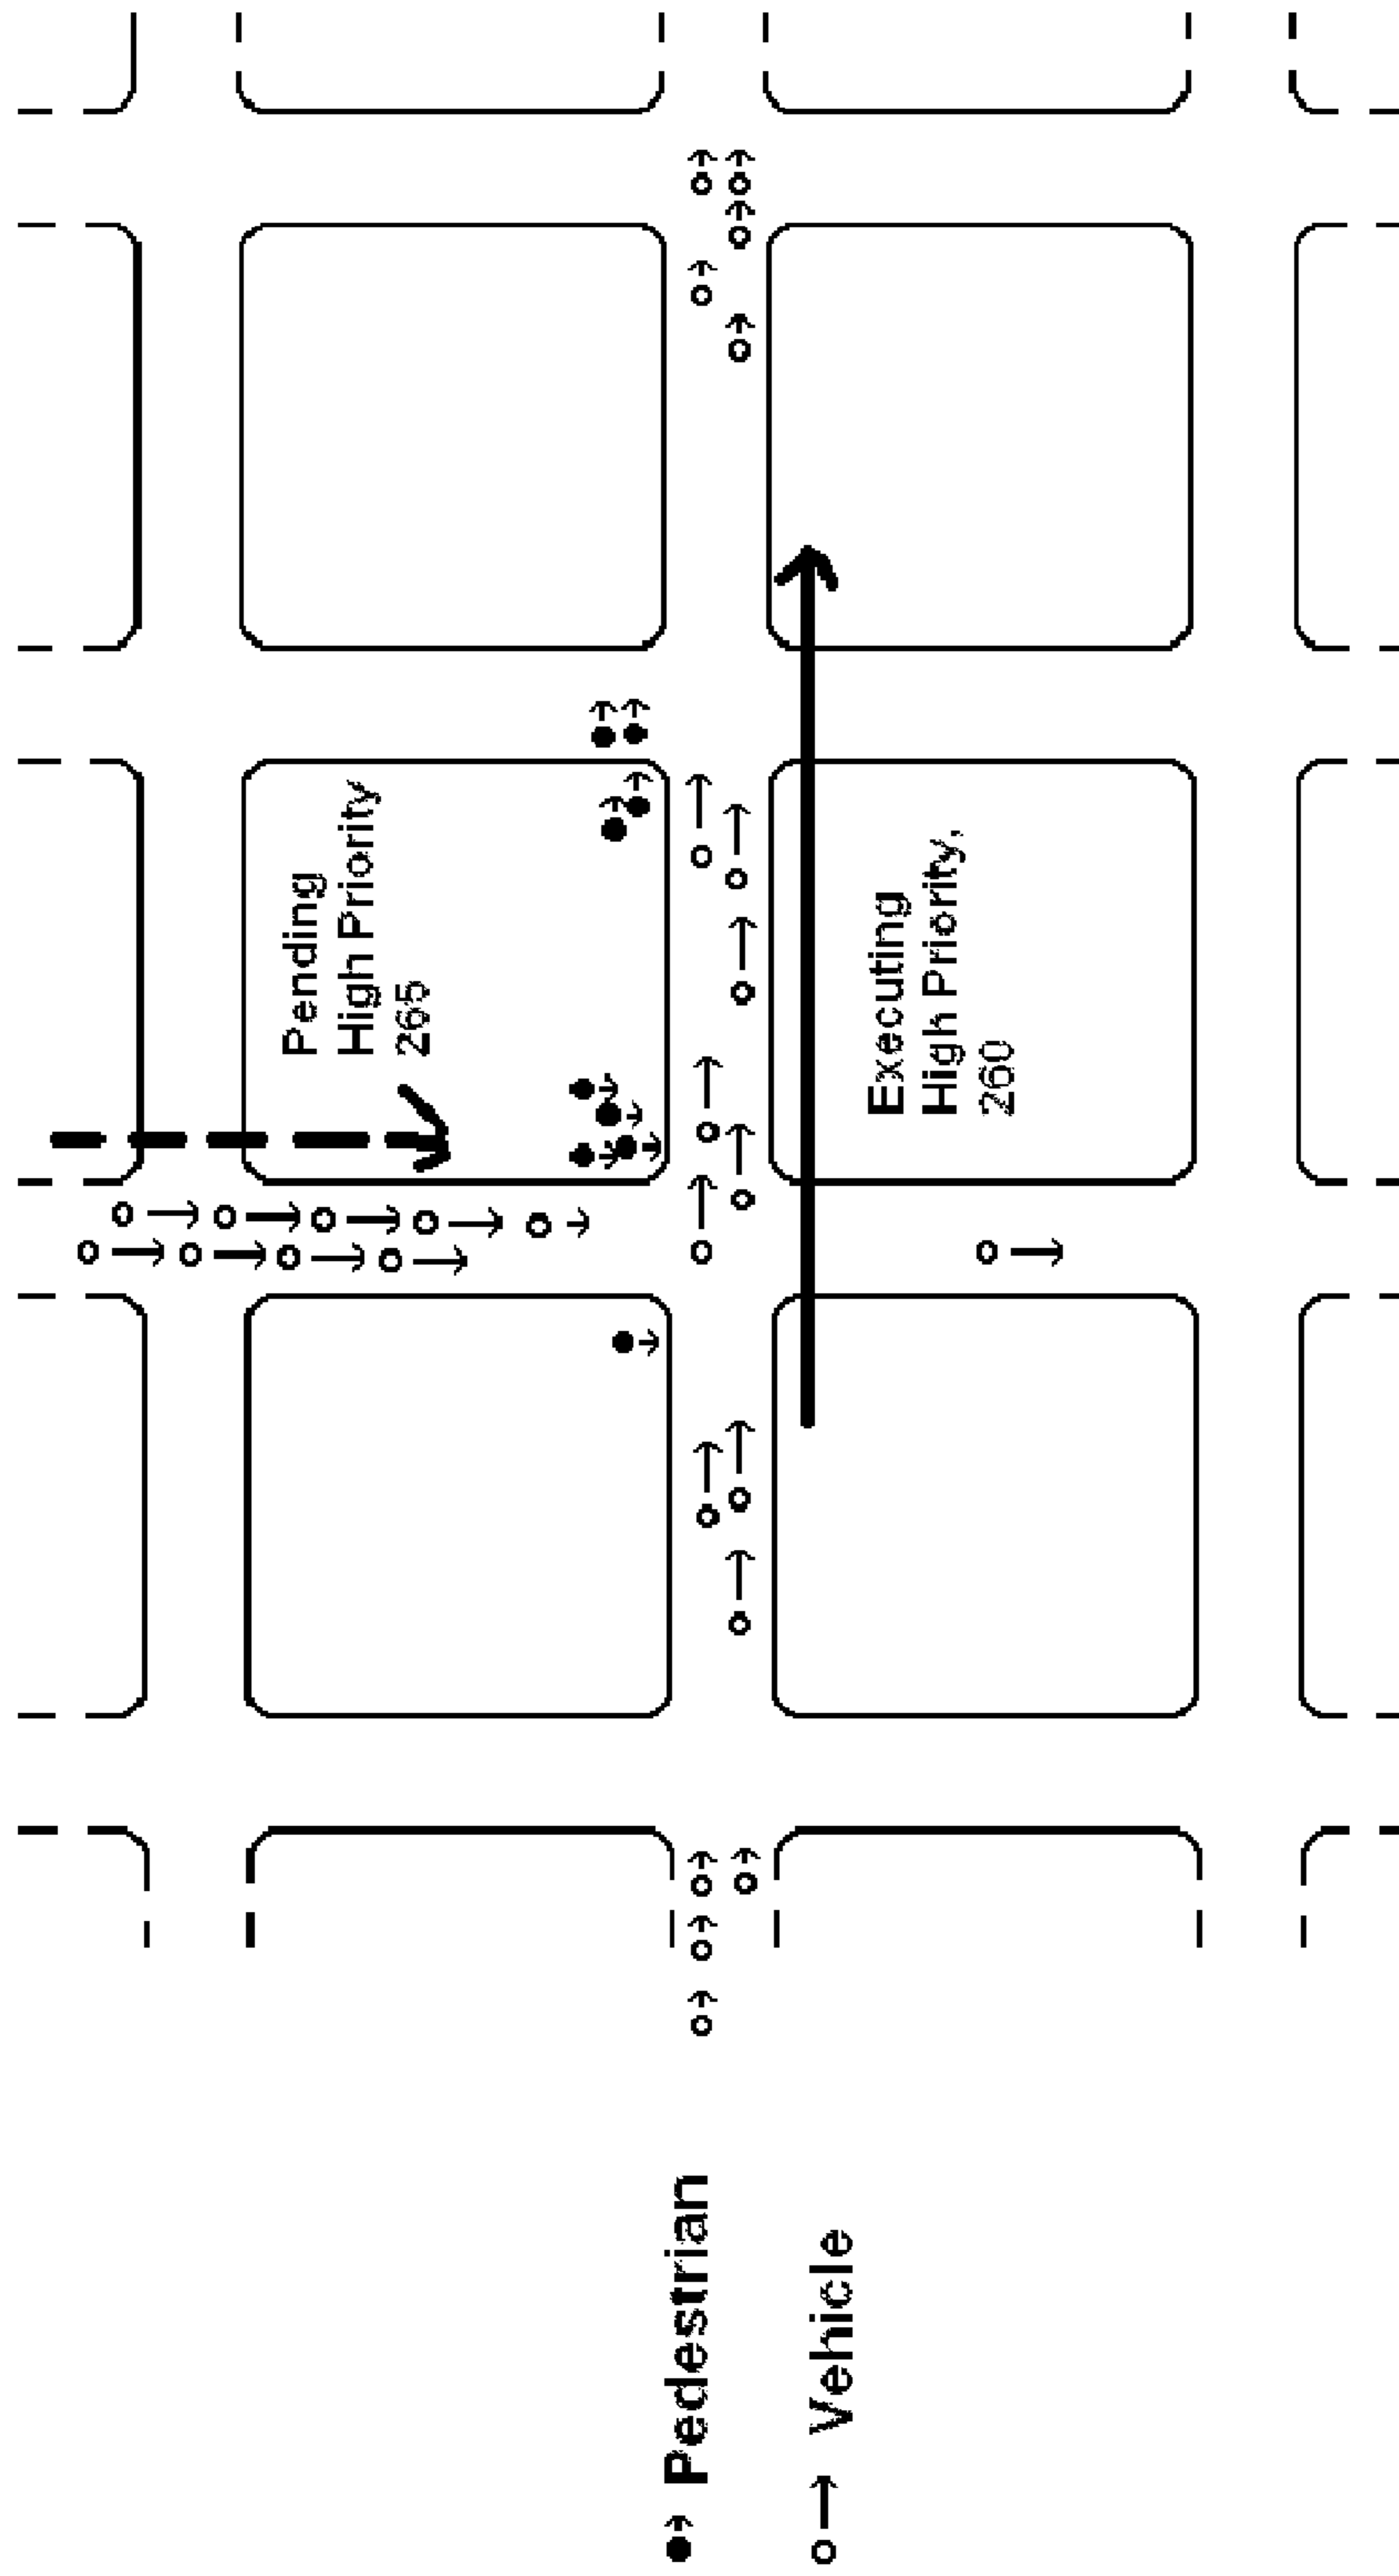 Pending
High Priority
265
Executing
High Priority,
260
Pedestrian
Vehicle